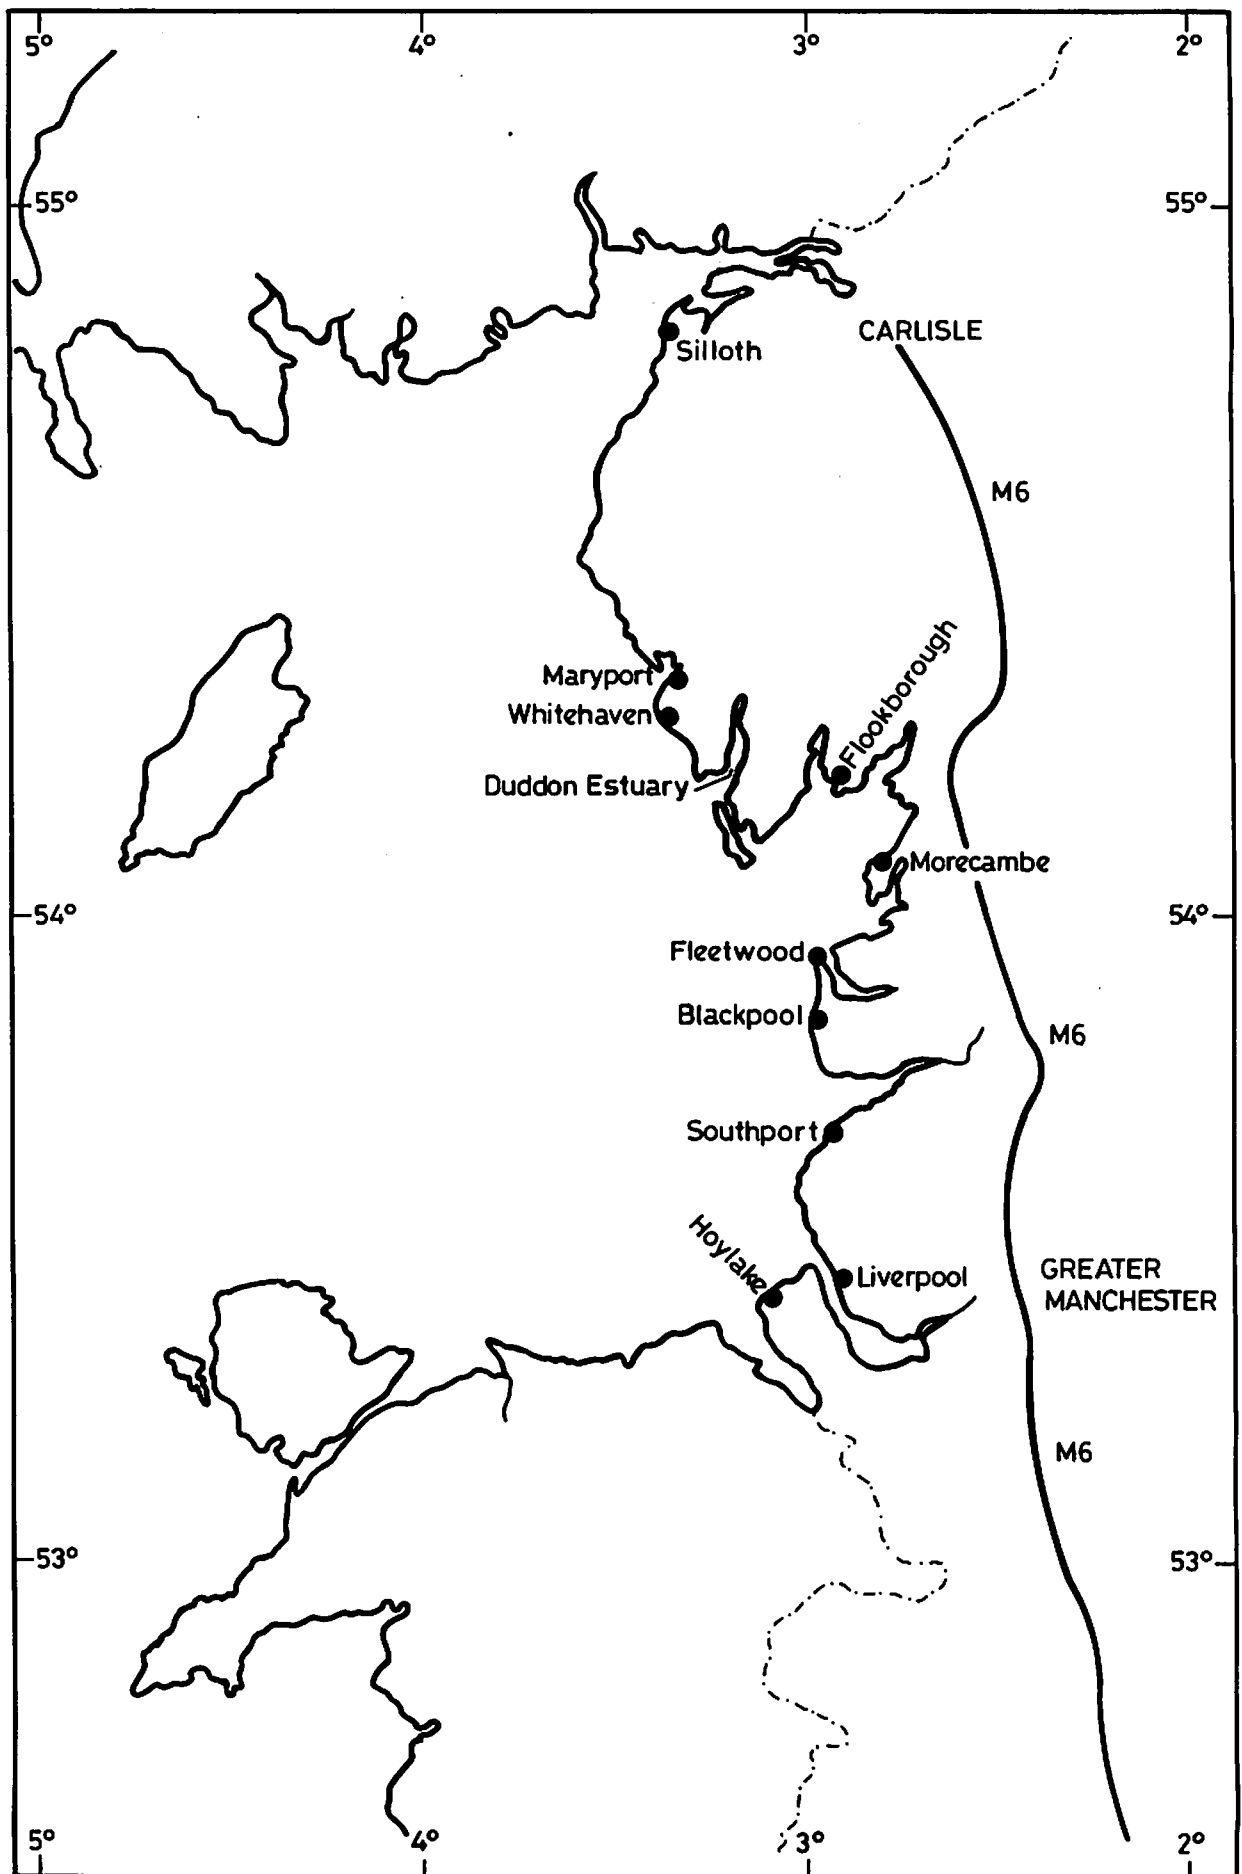 5° 4° 3° 2°
55° 55°
CARLISLE
Silloth
M6
Flookborough
Maryport
Whitehaven
Duddon Estuary
Morecambe
54° 54°
Fleetwood
Blackpool
M6
Southport
Hoylake
Liverpool
GREATER
MANCHESTER
M6
53° 53°
5° 4° 3° 2°